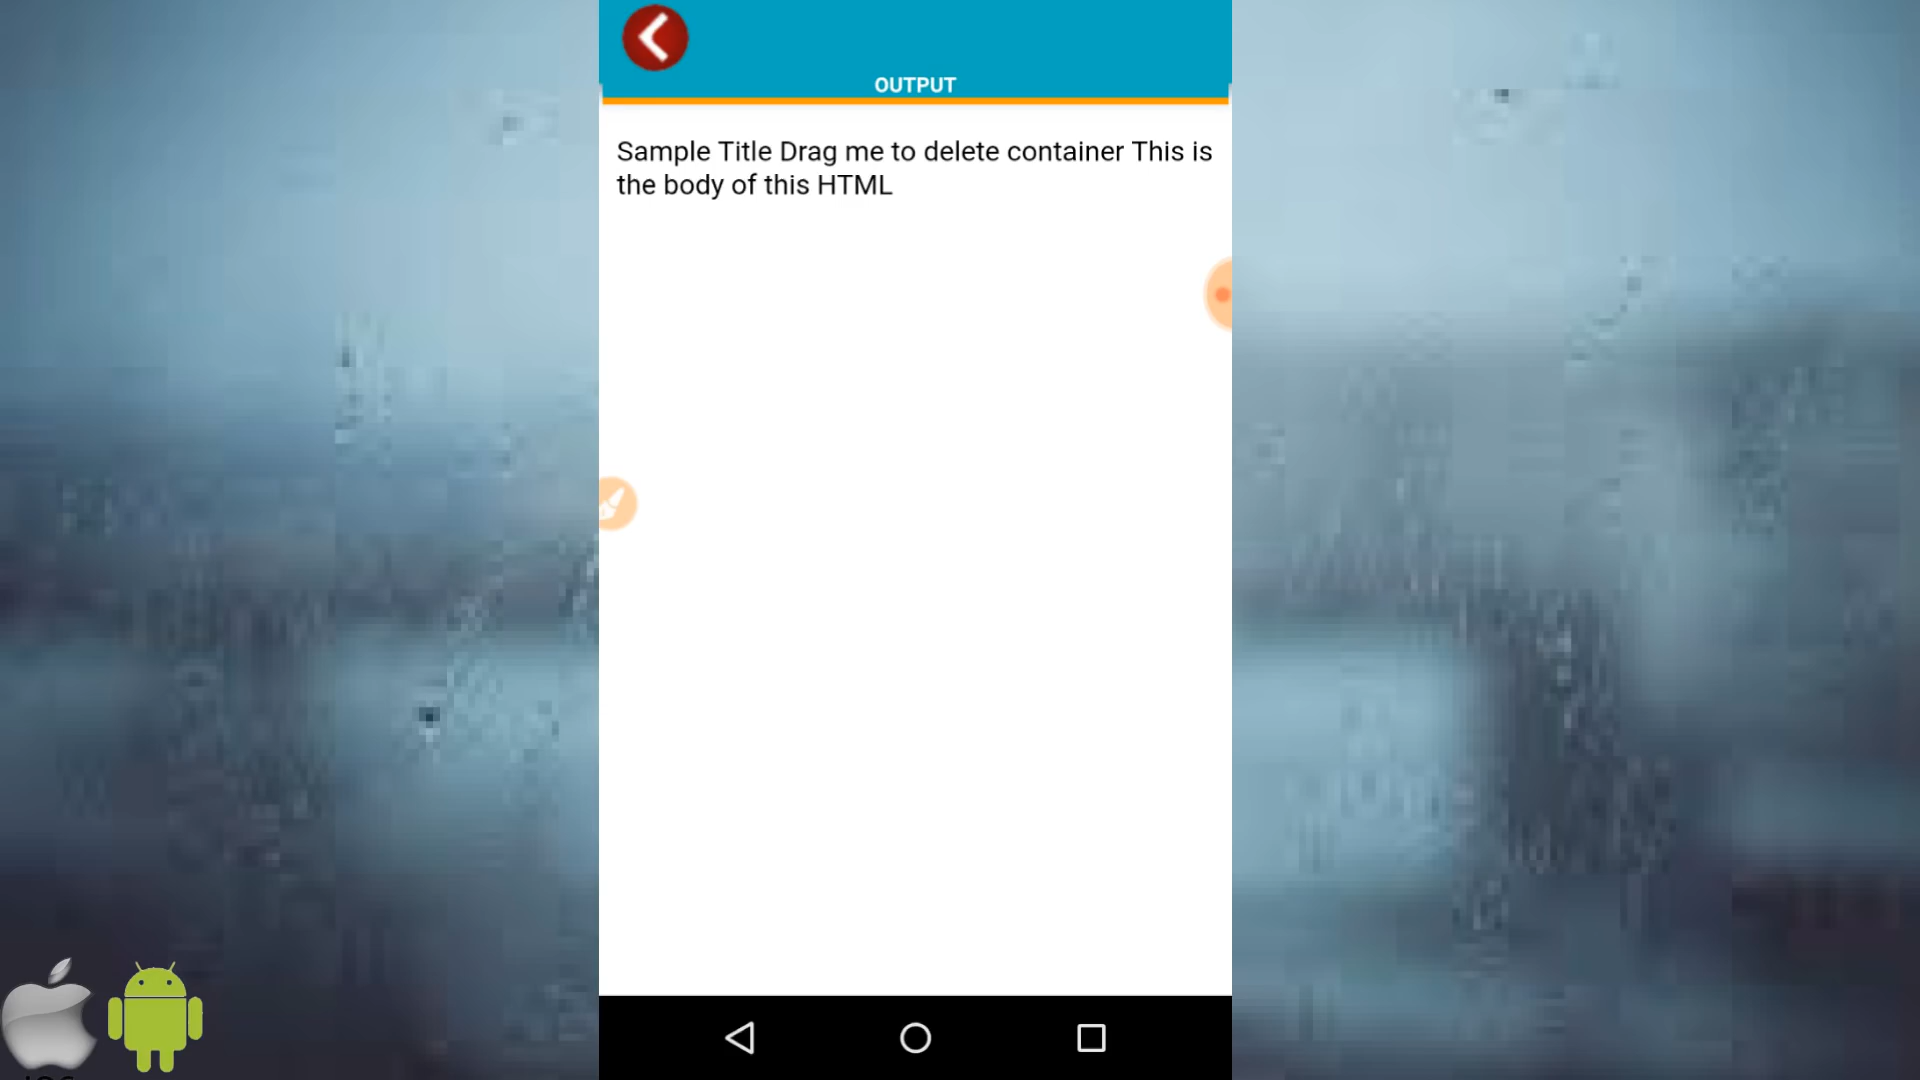 OUTPUT
Sample Title Drag me to delete container This is
the body of this HTML